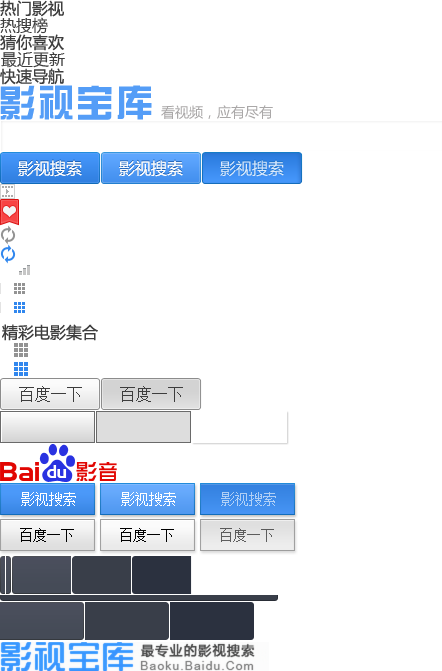 热门影视
热搜榜
猜你喜欢
最近更新
快速导航
影视宝库 看视频，应有尽有
影视搜索 影视搜索 影视搜索
精彩电影集合
百度一下 百度一下
Bai du 影音
影视搜索 影视搜索 影视搜索
百度一下 百度一下 百度一下
影视宝库 最专业的影视搜索
Baoku.Baidu.Com